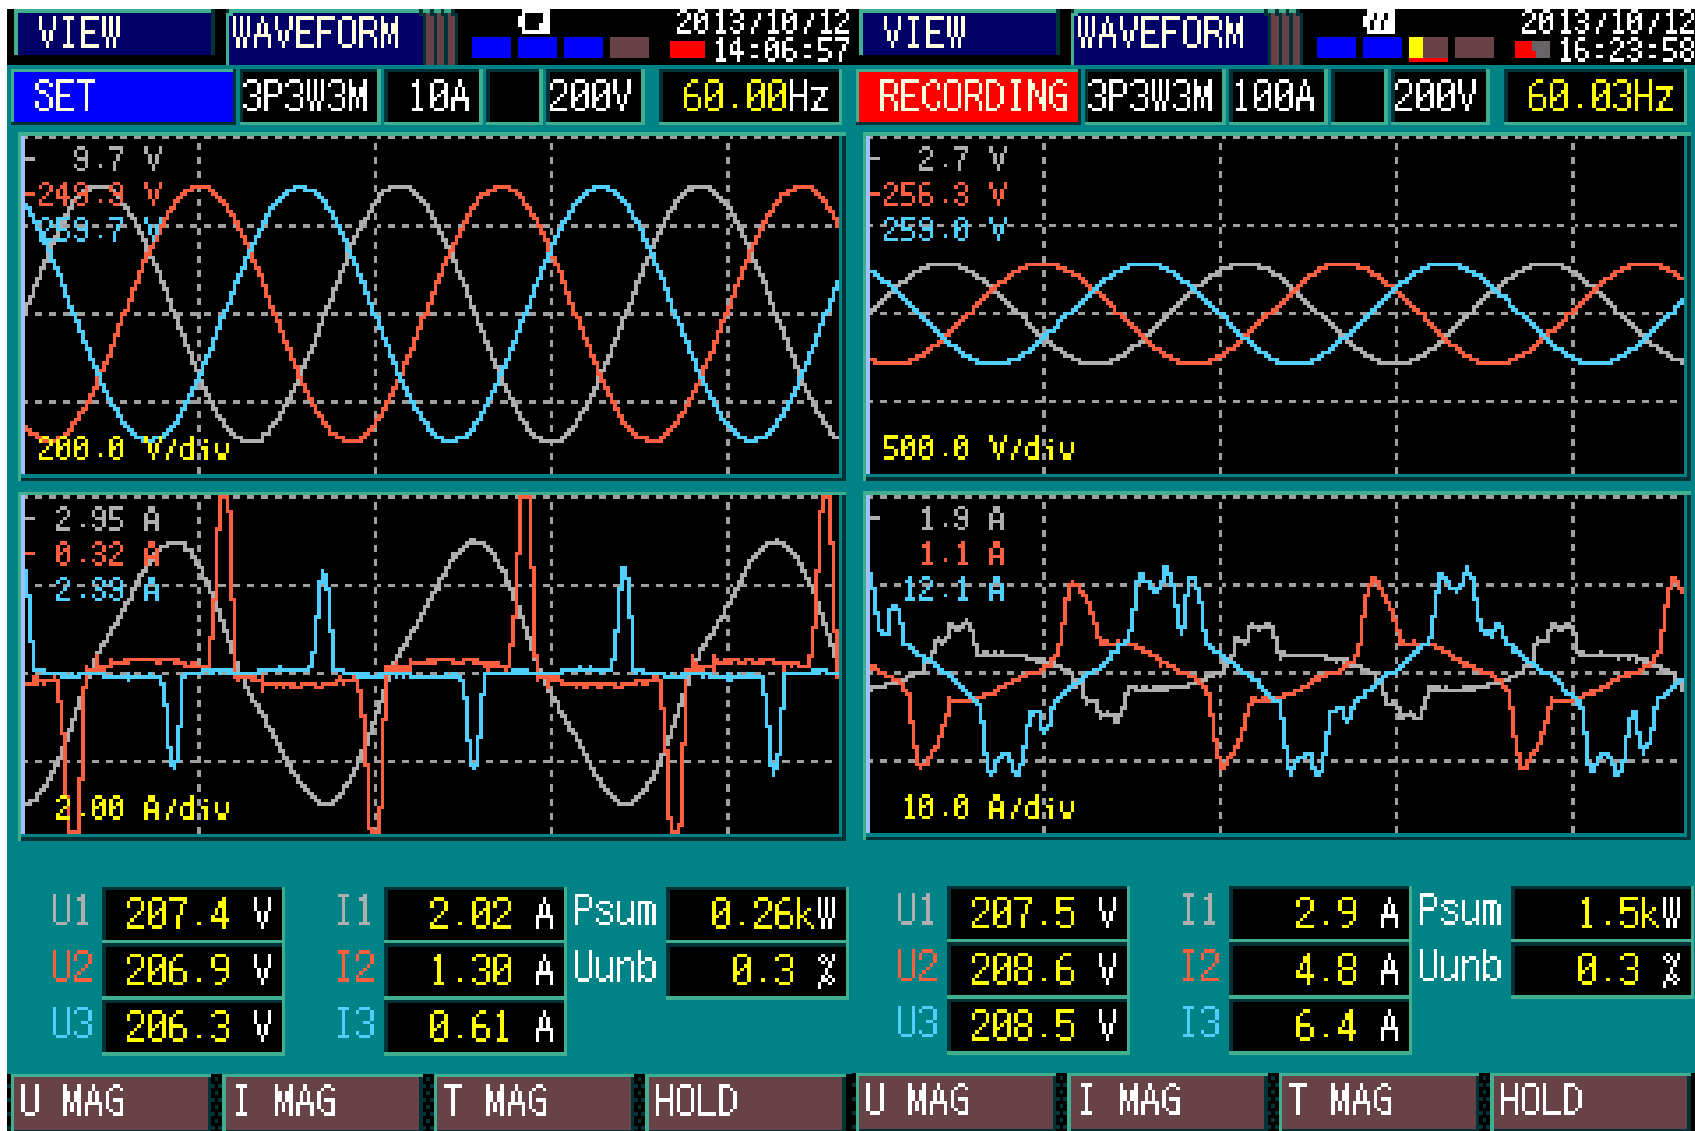 VIEW WAVEFORM 2013/10/12
14:06:57
SET 3P3W3M 10A 200V 60.00Hz
9.7 V
-249.3 V
259.7 V
200.0 V/div
2.95 A
0.32 A
2.99 A
2.00 A/div
U1 207.4 V I1 2.02 A Psum 0.26kW
U2 206.9 V I2 1.30 A Uunb 0.3 %
U3 206.3 V I3 0.61 A
U MAG I MAG T MAG HOLD
VIEW WAVEFORM 2013/10/12
16:23:58
RECORDING 3P3W3M 100A 200V 60.03Hz
2.7 V
-256.3 V
259.0 V
500.0 V/div
1.9 A
1.1 A
12.1 A
10.0 A/div
U1 207.5 V I1 2.9 A Psum 1.5kW
U2 208.6 V I2 4.8 A Uunb 0.3 %
U3 208.5 V I3 6.4 A
U MAG I MAG T MAG HOLD